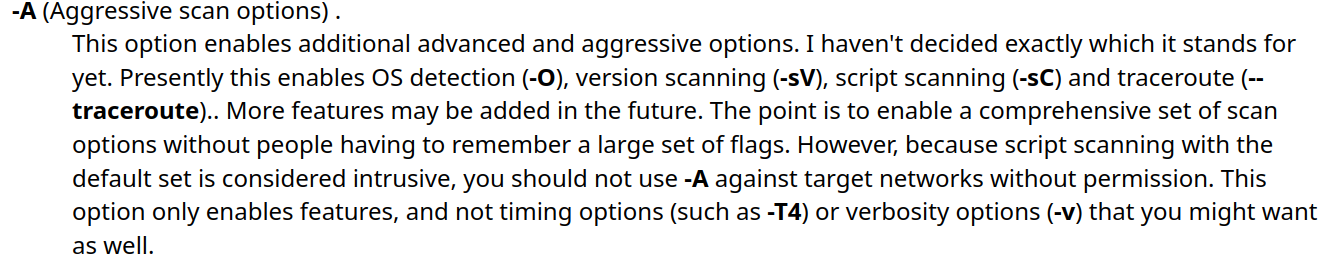 -A (Aggressive scan options) .
This option enables additional advanced and aggressive options. I haven't decided exactly which it stands for
yet. Presently this enables OS detection (-O), version scanning (-sV), script scanning (-sC) and traceroute (--
traceroute).. More features may be added in the future. The point is to enable a comprehensive set of scan
options without people having to remember a large set of flags. However, because script scanning with the
default set is considered intrusive, you should not use -A against target networks without permission. This
option only enables features, and not timing options (such as -T4) or verbosity options (-v) that you might want
as well.